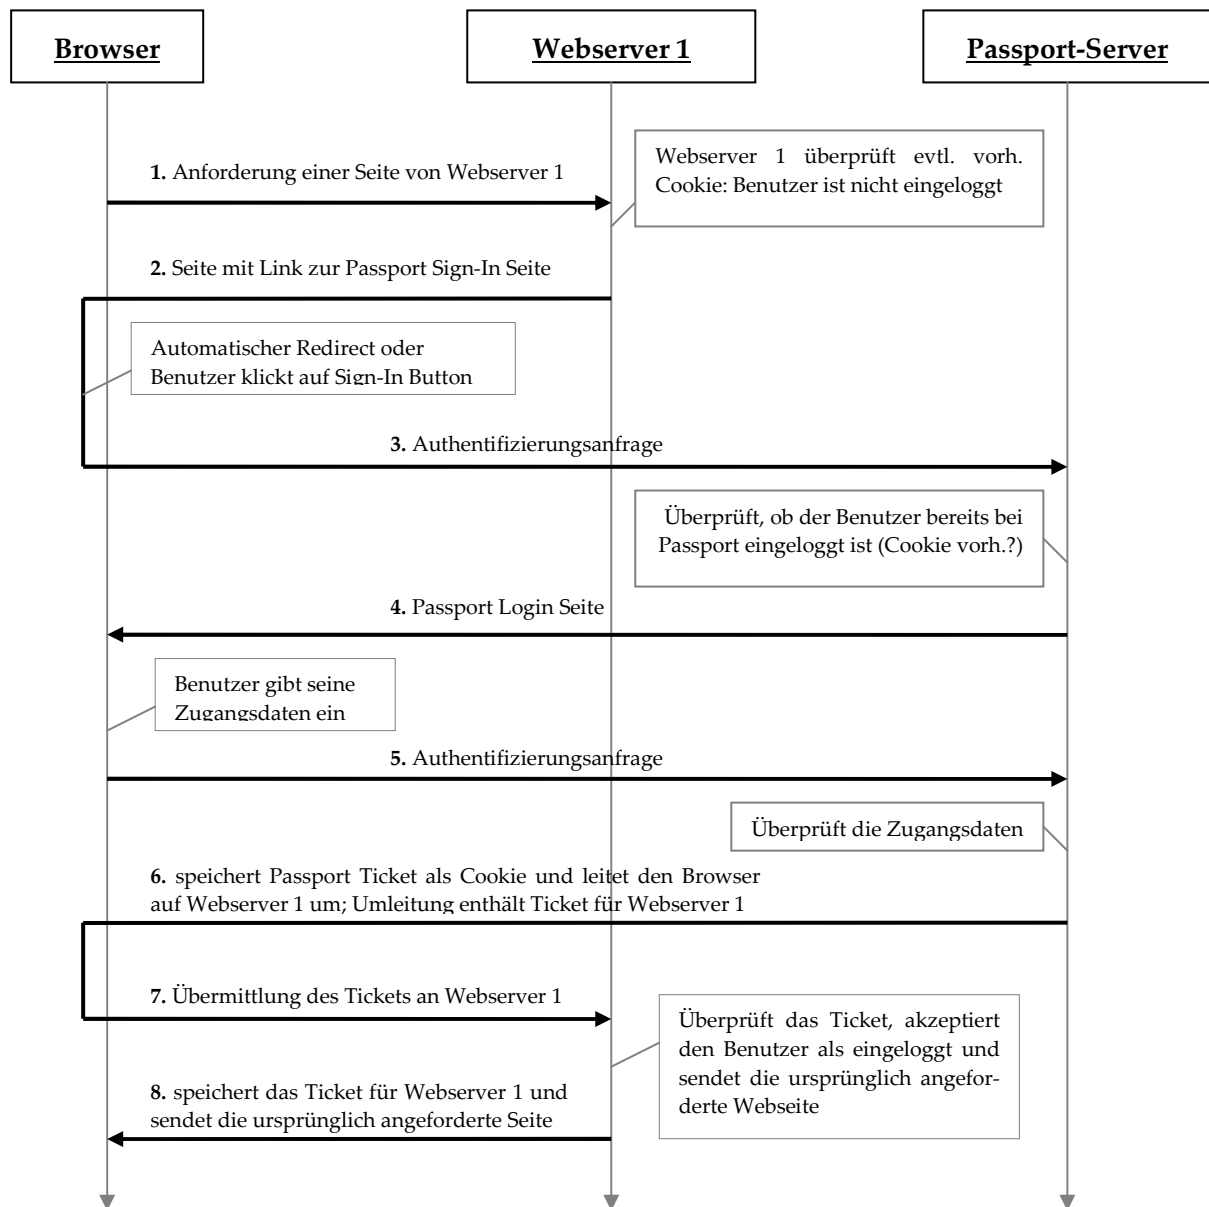 Browser
Webserver 1
Passport-Server
1. Anforderung einer Seite von Webserver 1
Webserver 1 überprüft evtl. vorh.
Cookie: Benutzer ist nicht eingeloggt
2. Seite mit Link zur Passport Sign-In Seite
Automatischer Redirect oder
Benutzer klickt auf Sign-In Button
3. Authentifizierungsanfrage
Überprüft, ob der Benutzer bereits bei
Passport eingeloggt ist (Cookie vorh.?)
4. Passport Login Seite
Benutzer gibt seine
Zugangsdaten ein
5. Authentifizierungsanfrage
Überprüft die Zugangsdaten
6. speichert Passport Ticket als Cookie und leitet den Browser
auf Webserver 1 um; Umleitung enthält Ticket für Webserver 1
7. Übermittlung des Tickets an Webserver 1
Überprüft das Ticket, akzeptiert
den Benutzer als eingeloggt und
sendet die ursprünglich angefor-
derte Webseite
8. speichert das Ticket für Webserver 1 und
sendet die ursprünglich angeforderte Seite